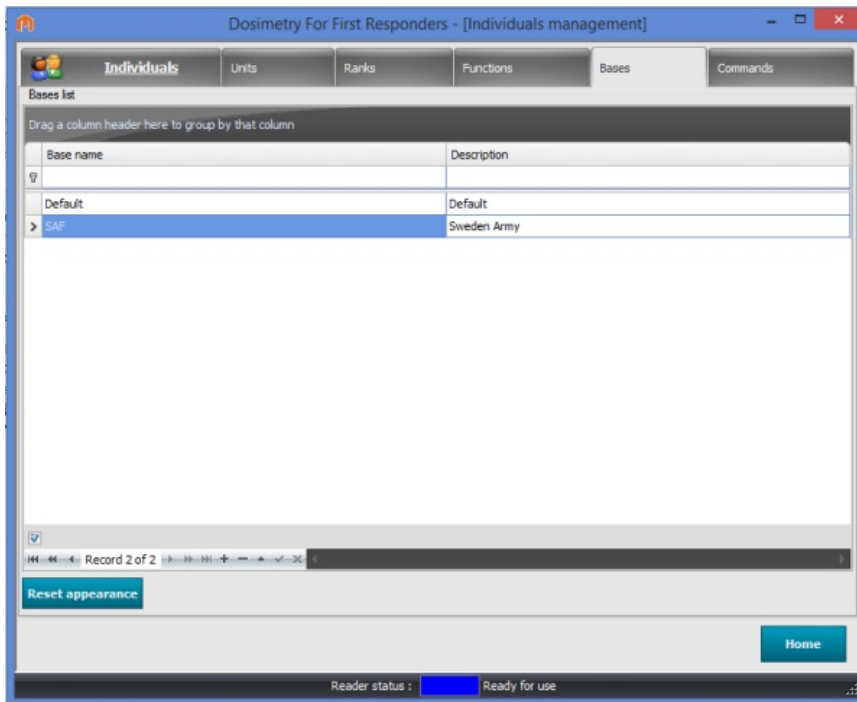 Dosimetry For First Responders - [Individuals management]
Individuals Units Ranks Functions Bases Commands
Bases list
Drag a column header here to group by that column
Base name Description
Default Default
SAF Sweden Army
Record 2 of 2
Reset appearance
Home
Reader status : Ready for use